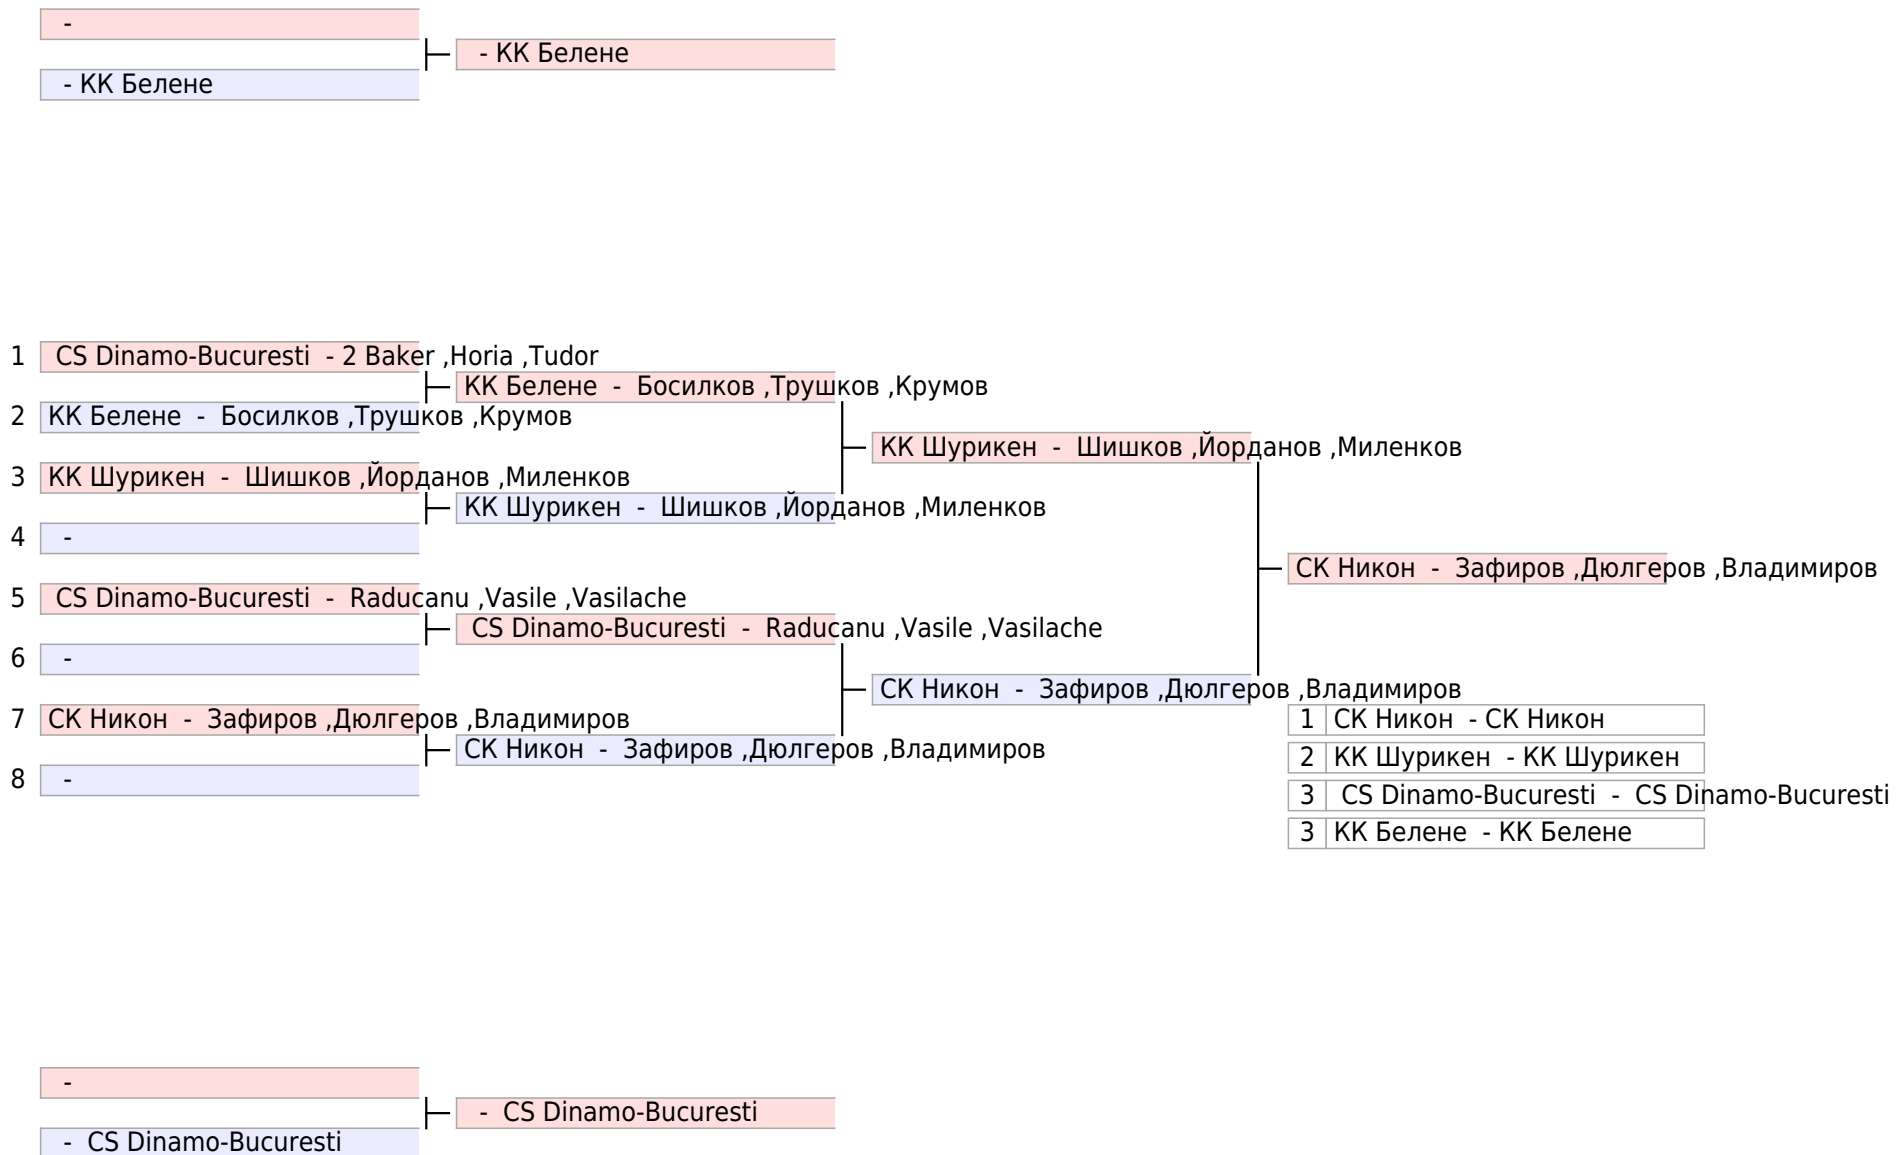 -
- КК Белене
- КК Белене
1 CS Dinamo-Bucuresti - 2 Baker ,Horia ,Tudor
КК Белене - Босилков ,Трушков ,Крумов
2 КК Белене - Босилков ,Трушков ,Крумов
КК Шурикен - Шишков ,Йорданов ,Миленков
3 КК Шурикен - Шишков ,Йорданов ,Миленков
КК Шурикен - Шишков ,Йорданов ,Миленков
4 -
СК Никон - Зафиров ,Дюлгеров ,Владимиров
5 CS Dinamo-Bucuresti - Raducanu ,Vasile ,Vasilache
CS Dinamo-Bucuresti - Raducanu ,Vasile ,Vasilache
6 -
СК Никон - Зафиров ,Дюлгеров ,Владимиров
7 СК Никон - Зафиров ,Дюлгеров ,Владимиров
1 СК Никон - СК Никон
СК Никон - Зафиров ,Дюлгеров ,Владимиров
2 КК Шурикен - КК Шурикен
8 -
3 CS Dinamo-Bucuresti - CS Dinamo-Bucuresti
3 КК Белене - КК Белене
-
- CS Dinamo-Bucuresti
- CS Dinamo-Bucuresti